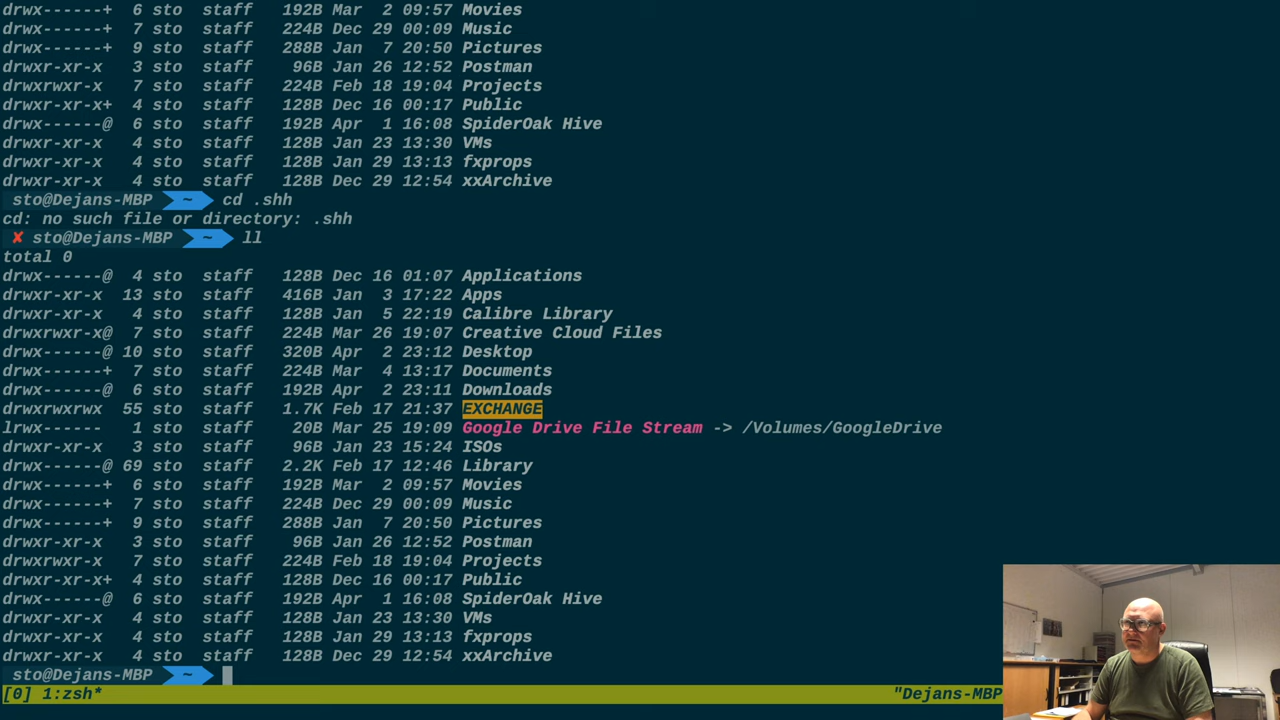 drwx------+  6 sto  staff   192B Mar  2 09:57 Movies
drwx------+  7 sto  staff   224B Dec 29 00:09 Music
drwx------+  9 sto  staff   288B Jan  7 20:50 Pictures
drwxr-xr-x   3 sto  staff    96B Jan 26 12:52 Postman
drwxrwxr-x   7 sto  staff   224B Feb 18 19:04 Projects
drwxr-xr-x+  4 sto  staff   128B Dec 16 00:17 Public
drwx------@  6 sto  staff   192B Apr  1 16:08 SpiderOak Hive
drwxr-xr-x   4 sto  staff   128B Jan 23 13:30 VMs
drwxr-xr-x   4 sto  staff   128B Jan 29 13:13 fxprops
drwxr-xr-x   4 sto  staff   128B Dec 29 12:54 xxArchive
sto@Dejans-MBP ~ cd .shh
cd: no such file or directory: .shh
✘ sto@Dejans-MBP ~ ll
total 0
drwx------@  4 sto  staff   128B Dec 16 01:07 Applications
drwxr-xr-x  13 sto  staff   416B Jan  3 17:22 Apps
drwxr-xr-x   4 sto  staff   128B Jan  5 22:19 Calibre Library
drwxrwxr-x@  7 sto  staff   224B Mar 26 19:07 Creative Cloud Files
drwx------@ 10 sto  staff   320B Apr  2 23:12 Desktop
drwx------+  7 sto  staff   224B Mar  4 13:17 Documents
drwx------@  6 sto  staff   192B Apr  2 23:11 Downloads
drwxrwxrwx  55 sto  staff   1.7K Feb 17 21:37 EXCHANGE
lrwx------   1 sto  staff    20B Mar 25 19:09 Google Drive File Stream -> /Volumes/GoogleDrive
drwxr-xr-x   3 sto  staff    96B Jan 23 15:24 ISOs
drwx------@ 69 sto  staff   2.2K Feb 17 12:46 Library
drwx------+  6 sto  staff   192B Mar  2 09:57 Movies
drwx------+  7 sto  staff   224B Dec 29 00:09 Music
drwx------+  9 sto  staff   288B Jan  7 20:50 Pictures
drwxr-xr-x   3 sto  staff    96B Jan 26 12:52 Postman
drwxrwxr-x   7 sto  staff   224B Feb 18 19:04 Projects
drwxr-xr-x+  4 sto  staff   128B Dec 16 00:17 Public
drwx------@  6 sto  staff   192B Apr  1 16:08 SpiderOak Hive
drwxr-xr-x   4 sto  staff   128B Jan 23 13:30 VMs
drwxr-xr-x   4 sto  staff   128B Jan 29 13:13 fxprops
drwxr-xr-x   4 sto  staff   128B Dec 29 12:54 xxArchive
sto@Dejans-MBP ~
[0] 1:zsh* "Dejans-MBP